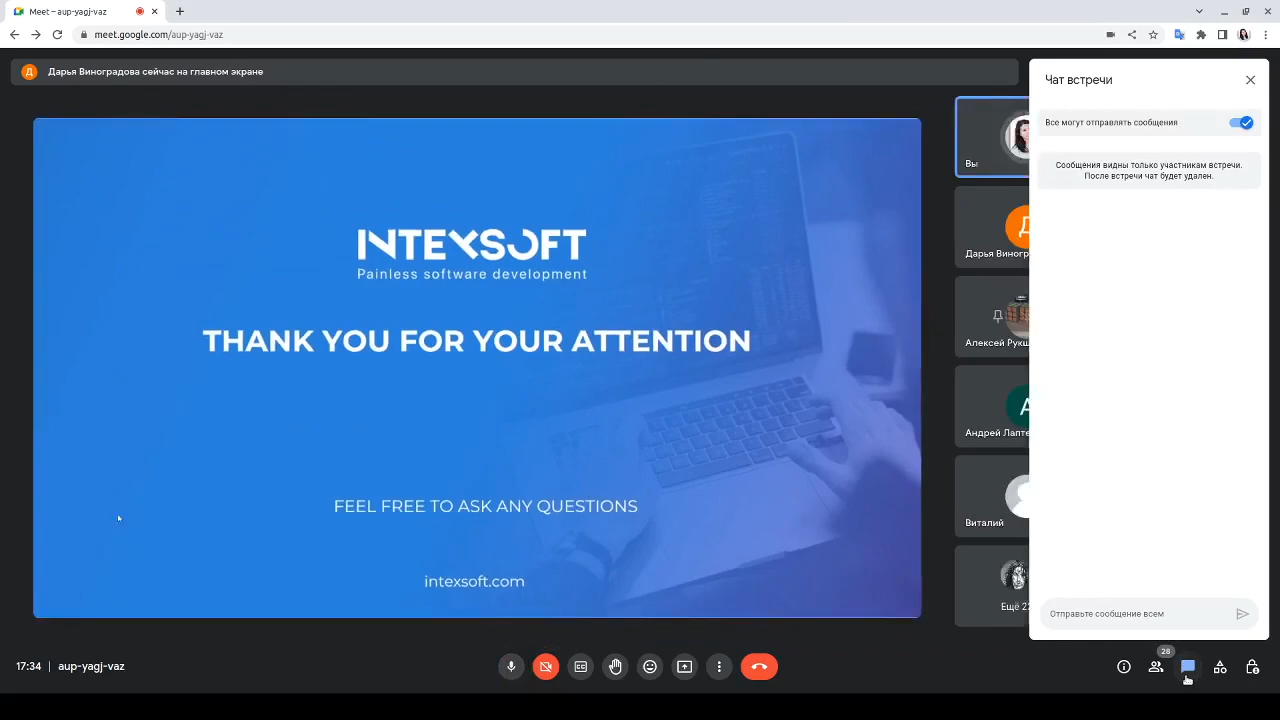 Meet – aup-yagj-vaz
meet.google.com/aup-yagj-vaz
Д
Дарья Виноградова сейчас на главном экране
INTEXSOFT
Painless software development
THANK YOU FOR YOUR ATTENTION
FEEL FREE TO ASK ANY QUESTIONS
intexsoft.com
Вы
Д
Дарья Виног
Алексей Рукш
А
Андрей Лапте
Виталий
Ещё 22
Чат встречи
Все могут отправлять сообщения
Сообщения видны только участникам встречи.
После встречи чат будет удален.
Отправьте сообщение всем
17:34 | aup-yagj-vaz
28